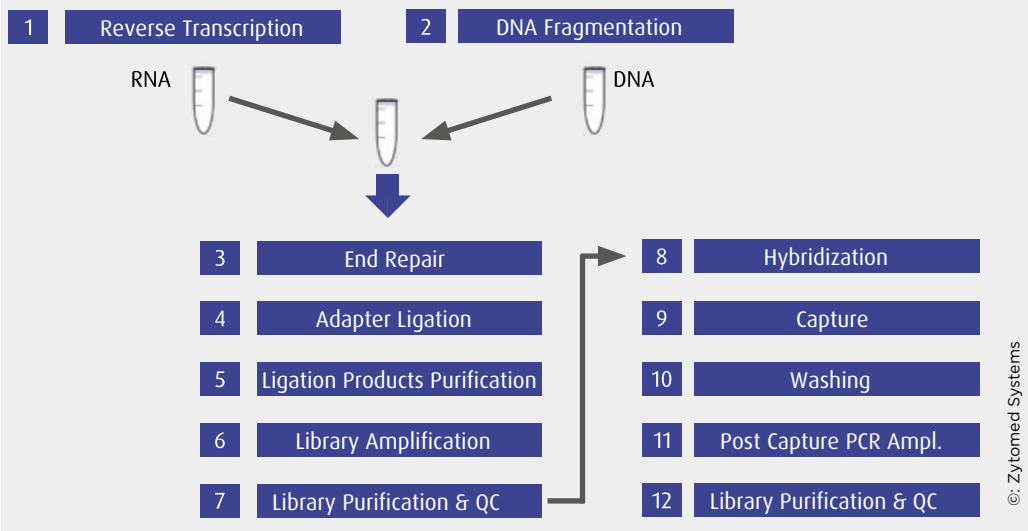 1 Reverse Transcription
2 DNA Fragmentation
RNA
DNA
3 End Repair
4 Adapter Ligation
5 Ligation Products Purification
6 Library Amplification
7 Library Purification & QC
8 Hybridization
9 Capture
10 Washing
11 Post Capture PCR Ampl.
12 Library Purification & QC
©: Zytomed Systems